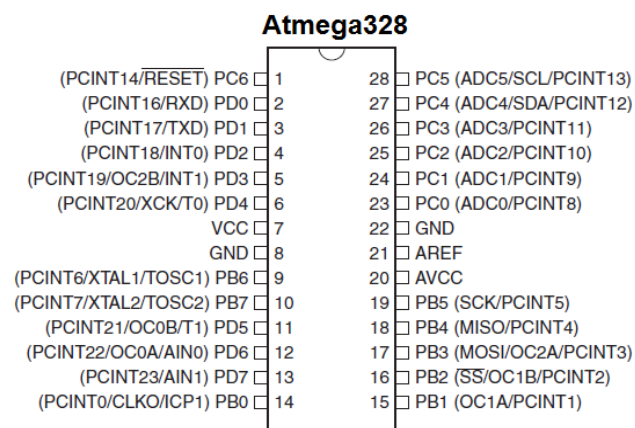 Atmega328
(PCINT14/RESET) PC6 1 28 PC5 (ADC5/SCL/PCINT13)
(PCINT16/RXD) PD0 2 27 PC4 (ADC4/SDA/PCINT12)
(PCINT17/TXD) PD1 3 26 PC3 (ADC3/PCINT11)
(PCINT18/INT0) PD2 4 25 PC2 (ADC2/PCINT10)
(PCINT19/OC2B/INT1) PD3 5 24 PC1 (ADC1/PCINT9)
(PCINT20/XCK/T0) PD4 6 23 PC0 (ADC0/PCINT8)
VCC 7 22 GND
GND 8 21 AREF
(PCINT6/XTAL1/TOSC1) PB6 9 20 AVCC
(PCINT7/XTAL2/TOSC2) PB7 10 19 PB5 (SCK/PCINT5)
(PCINT21/OC0B/T1) PD5 11 18 PB4 (MISO/PCINT4)
(PCINT22/OC0A/AIN0) PD6 12 17 PB3 (MOSI/OC2A/PCINT3)
(PCINT23/AIN1) PD7 13 16 PB2 (SS/OC1B/PCINT2)
(PCINT0/CLKO/ICP1) PB0 14 15 PB1 (OC1A/PCINT1)